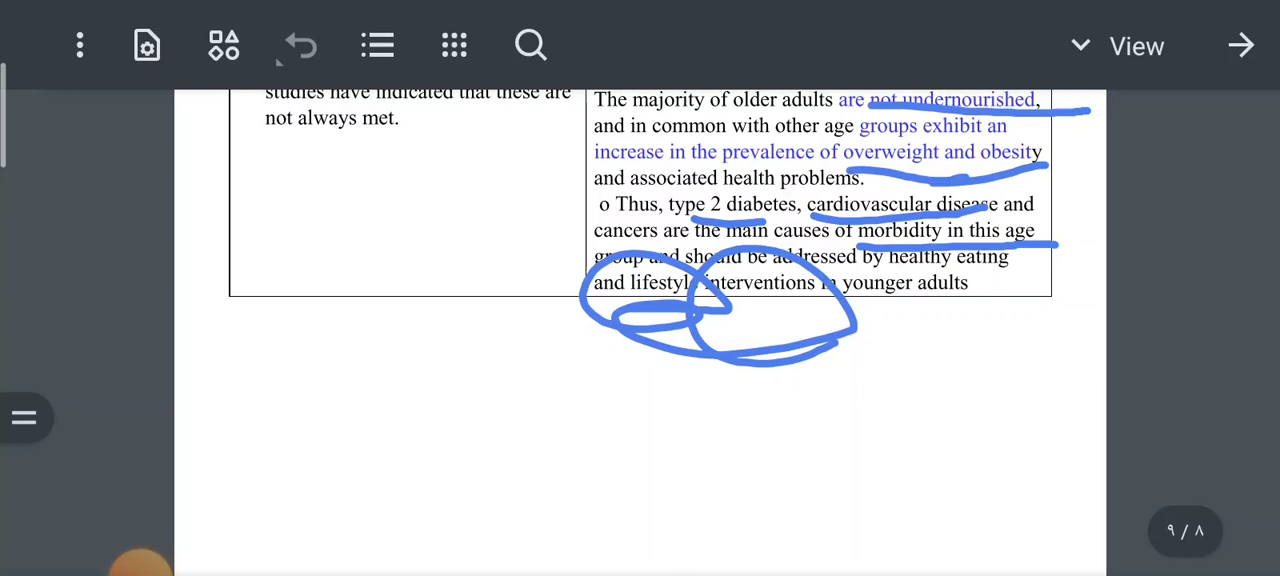 View
studies have indicated that these are
not always met.
The majority of older adults are not undernourished,
and in common with other age groups exhibit an
increase in the prevalence of overweight and obesity
and associated health problems.
o Thus, type 2 diabetes, cardiovascular disease and
cancers are the main causes of morbidity in this age
group and should be addressed by healthy eating
and lifestyle interventions in younger adults
٩ / ٨